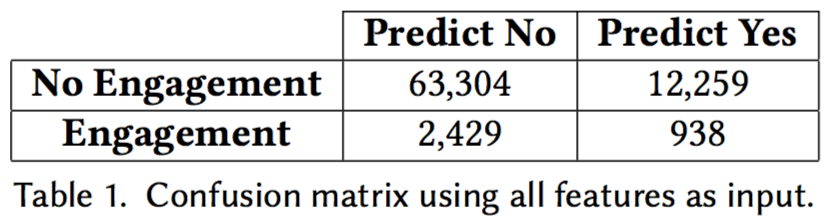 Predict No Predict Yes
No Engagement 63,304 12,259
Engagement 2,429 938
Table 1. Confusion matrix using all features as input.